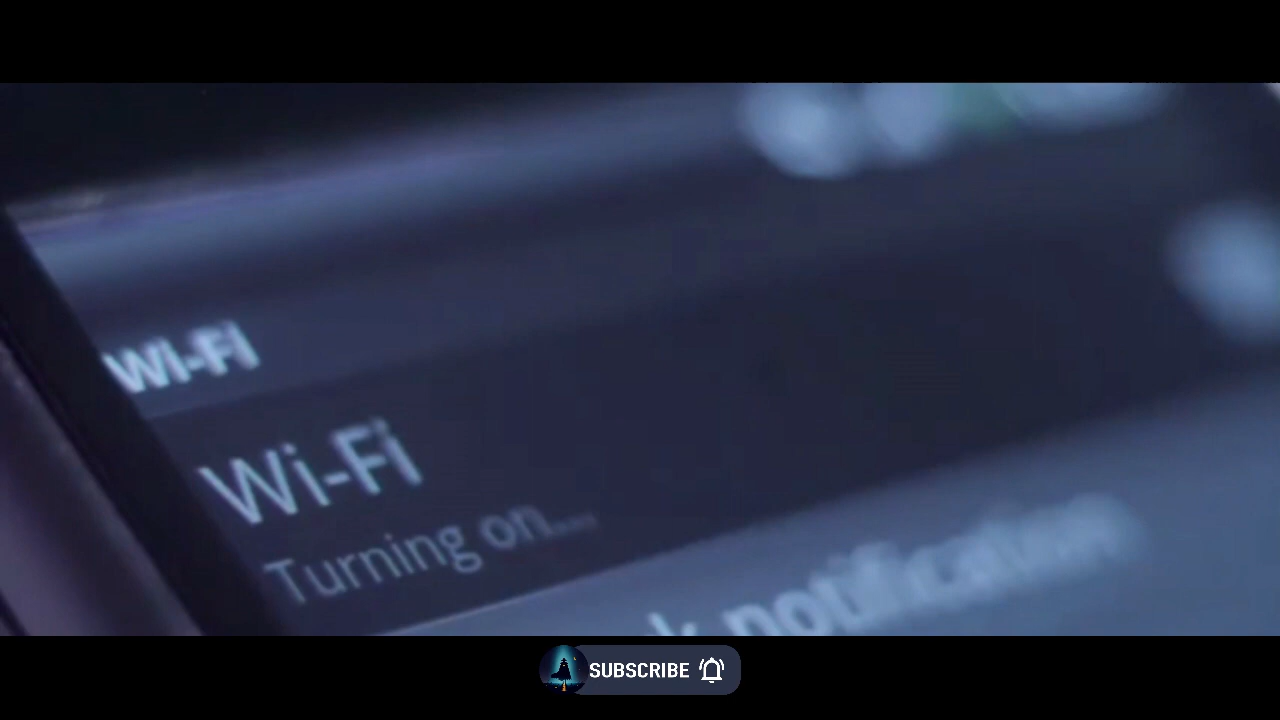 Wi-Fi
Wi-Fi
Turning on...
k notification
SUBSCRIBE